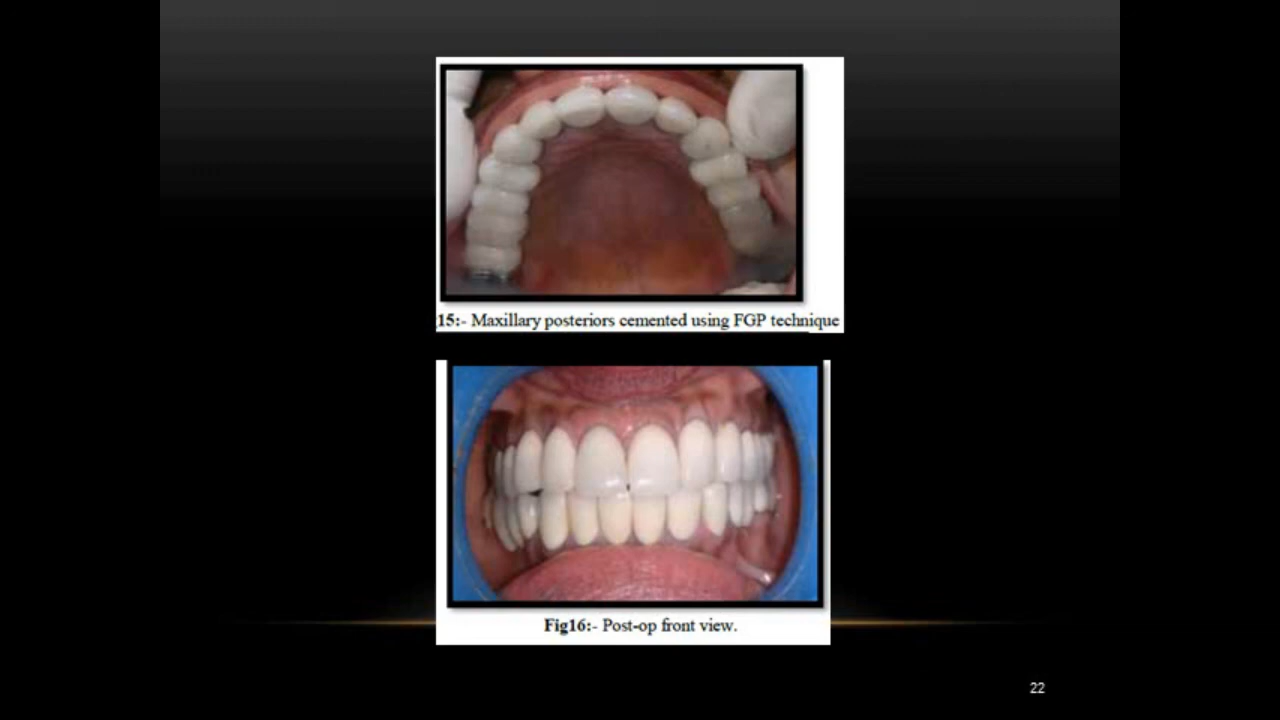 15:- Maxillary posteriors cemented using FGP technique
Fig16:- Post-op front view.
22